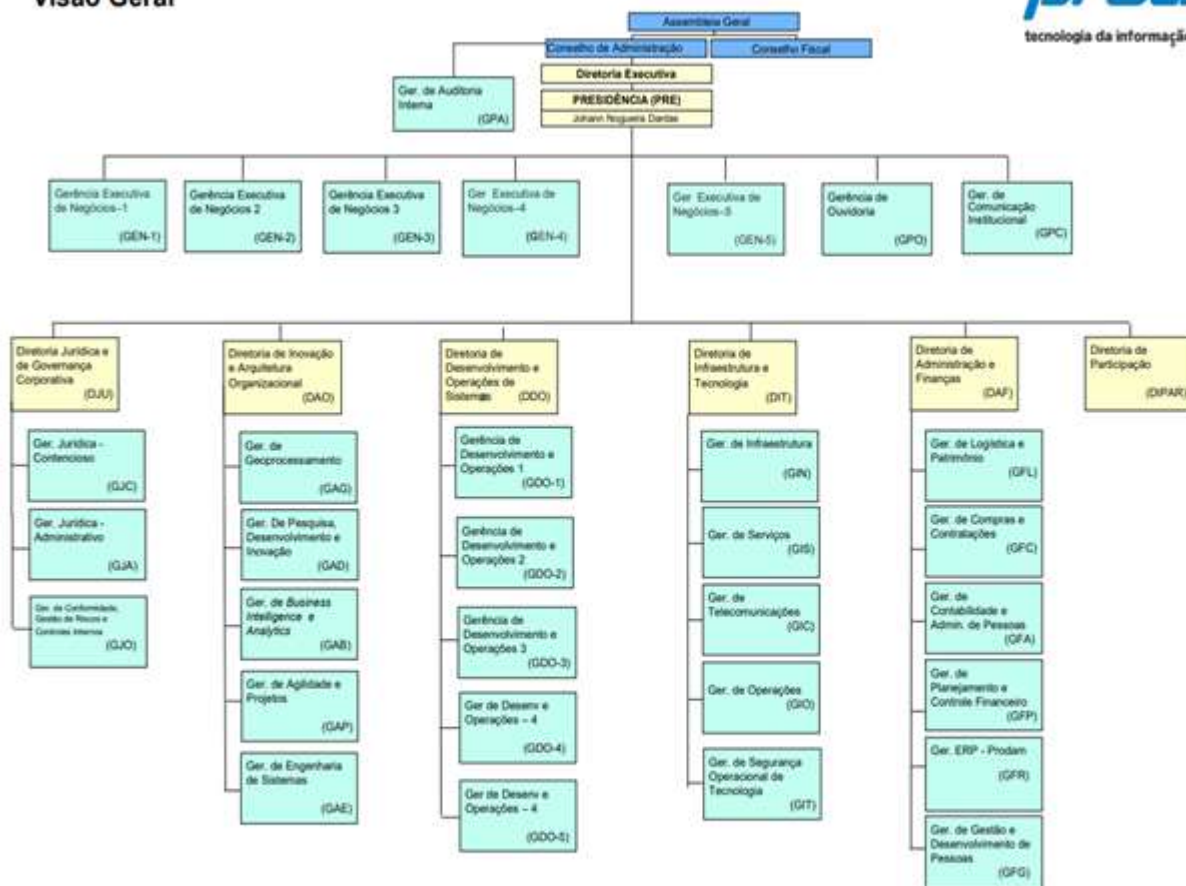 Visão Geral
tecnologia da informação
Assembleia Geral
Conselho de Administração
Conselho Fiscal
Diretoria Executiva
PRESIDÊNCIA (PRE)
Johann Nogueira Dantas
Ger. de Auditoria
Interna
(GPA)
Gerência Executiva
de Negócios-1
(GEN-1)
Gerência Executiva
de Negócios 2
(GEN-2)
Gerência Executiva
de Negócios 3
(GEN-3)
Ger Executiva de
Negócios-4
(GEN-4)
Ger Executiva de
Negócios-5
(GEN-5)
Gerência de
Ouvidoria
(GPO)
Ger. de
Comunicação
Institucional
(GPC)
Diretoria Jurídica e
de Governança
Corporativa
(DJU)
Ger. Jurídica -
Contencioso
(GJC)
Ger. Jurídica -
Administrativo
(GJA)
Ger. de Conformidade,
Gestão de Riscos e
Controles Internos
(GJO)
Diretoria de Inovação
e Arquitetura
Organizacional
(DAO)
Ger. de
Geoprocessamento
(GAG)
Ger. De Pesquisa,
Desenvolvimento e
Inovação
(GAD)
Ger. de Business
Intelligence e
Analytics
(GAB)
Ger. de Agilidade e
Projetos
(GAP)
Ger. de Engenharia
de Sistemas
(GAE)
Diretoria de
Desenvolvimento e
Operações de
Sistemas (DDO)
Gerência de
Desenvolvimento e
Operações 1
(GDO-1)
Gerência de
Desenvolvimento e
Operações 2
(GDO-2)
Gerência de
Desenvolvimento e
Operações 3
(GDO-3)
Ger de Desenv e
Operações – 4
(GDO-4)
Ger de Desenv e
Operações – 4
(GDO-5)
Diretoria de
Infraestrutura e
Tecnologia
(DIT)
Ger. de Infraestrutura
(GIN)
Ger. de Serviços
(GIS)
Ger. de
Telecomunicações
(GIC)
Ger. de Operações
(GIO)
Ger. de Segurança
Operacional de
Tecnologia
(GIT)
Diretoria de
Administração e
Finanças
(DAF)
Ger. de Logística e
Patrimônio
(GFL)
Ger. de Compras e
Contratações
(GFC)
Ger. de
Contabilidade e
Admin. de Pessoas
(GFA)
Ger. de
Planejamento e
Controle Financeiro
(GFP)
Ger. ERP - Prodam
(GFR)
Ger. de Gestão e
Desenvolvimento de
Pessoas
(GFG)
Diretoria de
Participação
(DIPAR)